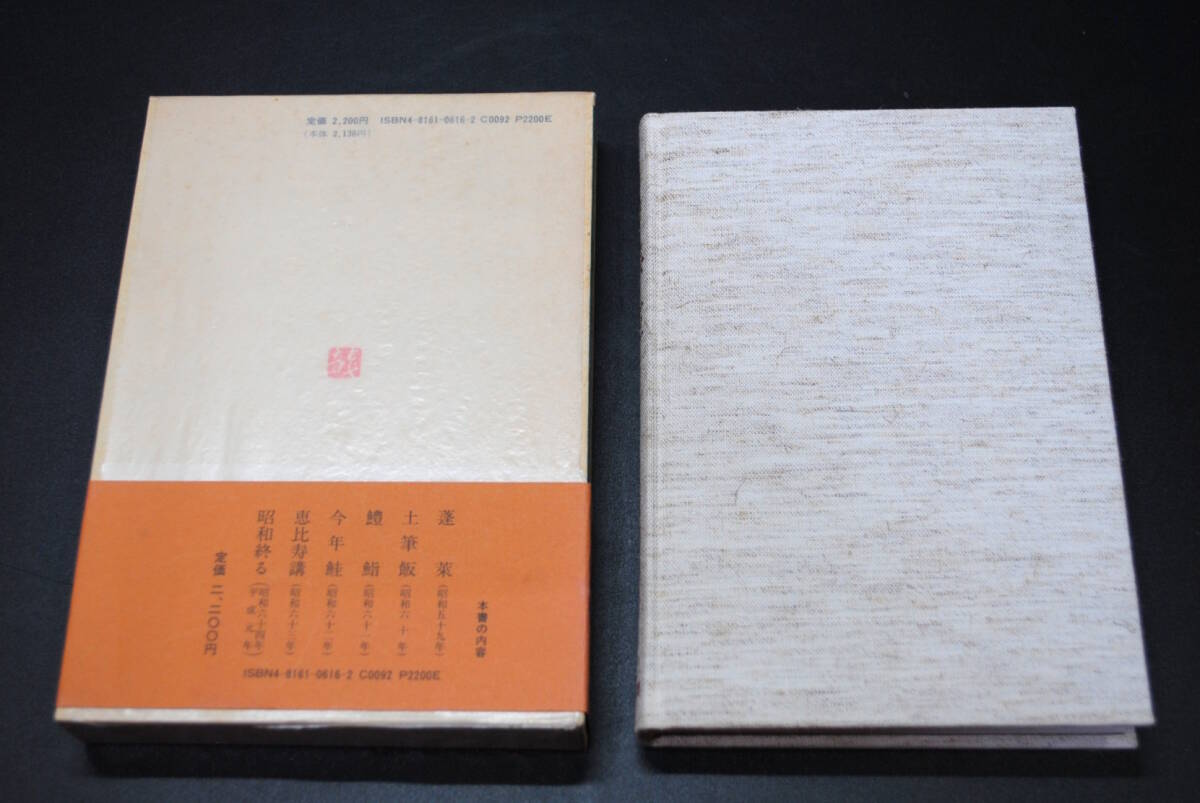 定価 2,200円 ISBN4-8161-0616-2 C0092 P2200E
(本体 2,136円)
本書の内容
蓬萊(昭和五十九年)
土筆飯(昭和六十年)
鱧鮨(昭和六十一年)
今年鮭(昭和六十二年)
恵比寿講(昭和六十三年)
昭和終る(昭和六十四年 平成元年)
定価 二、二〇〇円
ISBN4-8161-0616-2 C0092 P2200E